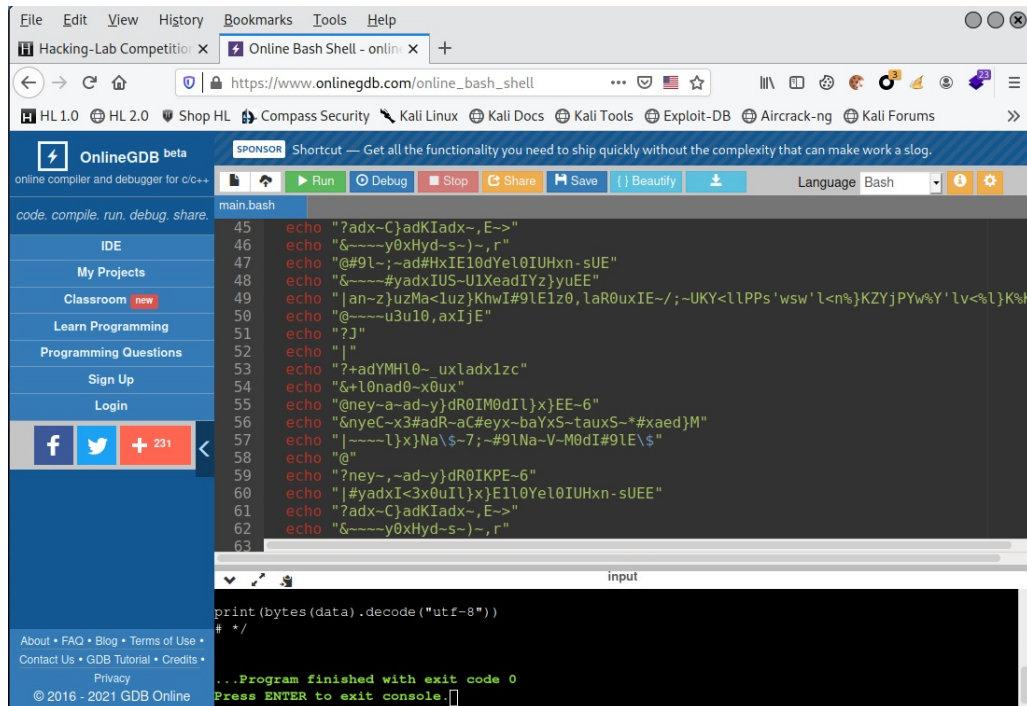 File Edit View History Bookmarks Tools Help
Hacking-Lab Competition
Online Bash Shell - online
https://www.onlinegdb.com/online_bash_shell
3
23
HL 1.0 HL 2.0 Shop HL Compass Security Kali Linux Kali Docs Kali Tools Exploit-DB Aircrack-ng Kali Forums
OnlineGDB beta
online compiler and debugger for c/c++
code. compile. run. debug. share.
IDE
My Projects
Classroom new
Learn Programming
Programming Questions
Sign Up
Login
231
About • FAQ • Blog • Terms of Use •
Contact Us • GDB Tutorial • Credits •
Privacy
© 2016 - 2021 GDB Online
SPONSOR Shortcut — Get all the functionality you need to ship quickly without the complexity that can make work a slog.
Run Debug Stop Share Save { } Beautify Language Bash
main.bash
45 echo "?adx~C}adKIadx~,E~>"
46 echo "&~~~~y0xHyd~s~)~,r"
47 echo "@#9l~;~ad#HxIE10dYel0IUHxn-sUE"
48 echo "&~~~~#yadxIUS~U1XeadIYz}yuEE"
49 echo "|an~z}uzMa<1uz}KhwI#9lE1z0,laR0uxIE~/;~UKY<llPPs'wsw'l<n%}KZYjPYw%Y'lv<%l}K%K
50 echo "@~~~~u3u10,axIjE"
51 echo "?J"
52 echo "|"
53 echo "?+adYMHl0~_uxladx1zc"
54 echo "&+l0nad0~x0ux"
55 echo "@ney~a~ad~y}dR0IM0dIl}x}EE~6"
56 echo "&nyeC~x3#adR~aC#eyx~baYxS~tauxS~*#xaed}M"
57 echo "|~~~~l}x}Na\$~7;~#9lNa~V~M0dI#9lE\$"
58 echo "@"
59 echo "?ney~,~ad~y}dR0IKPE~6"
60 echo "|#yadxI<3x0uIl}x}E1l0Yel0IUHxn-sUEE"
61 echo "?adx~C}adKIadx~,E~>"
62 echo "&~~~~y0xHyd~s~)~,r"
63
input
print(bytes(data).decode("utf-8"))
# */
...Program finished with exit code 0
Press ENTER to exit console.